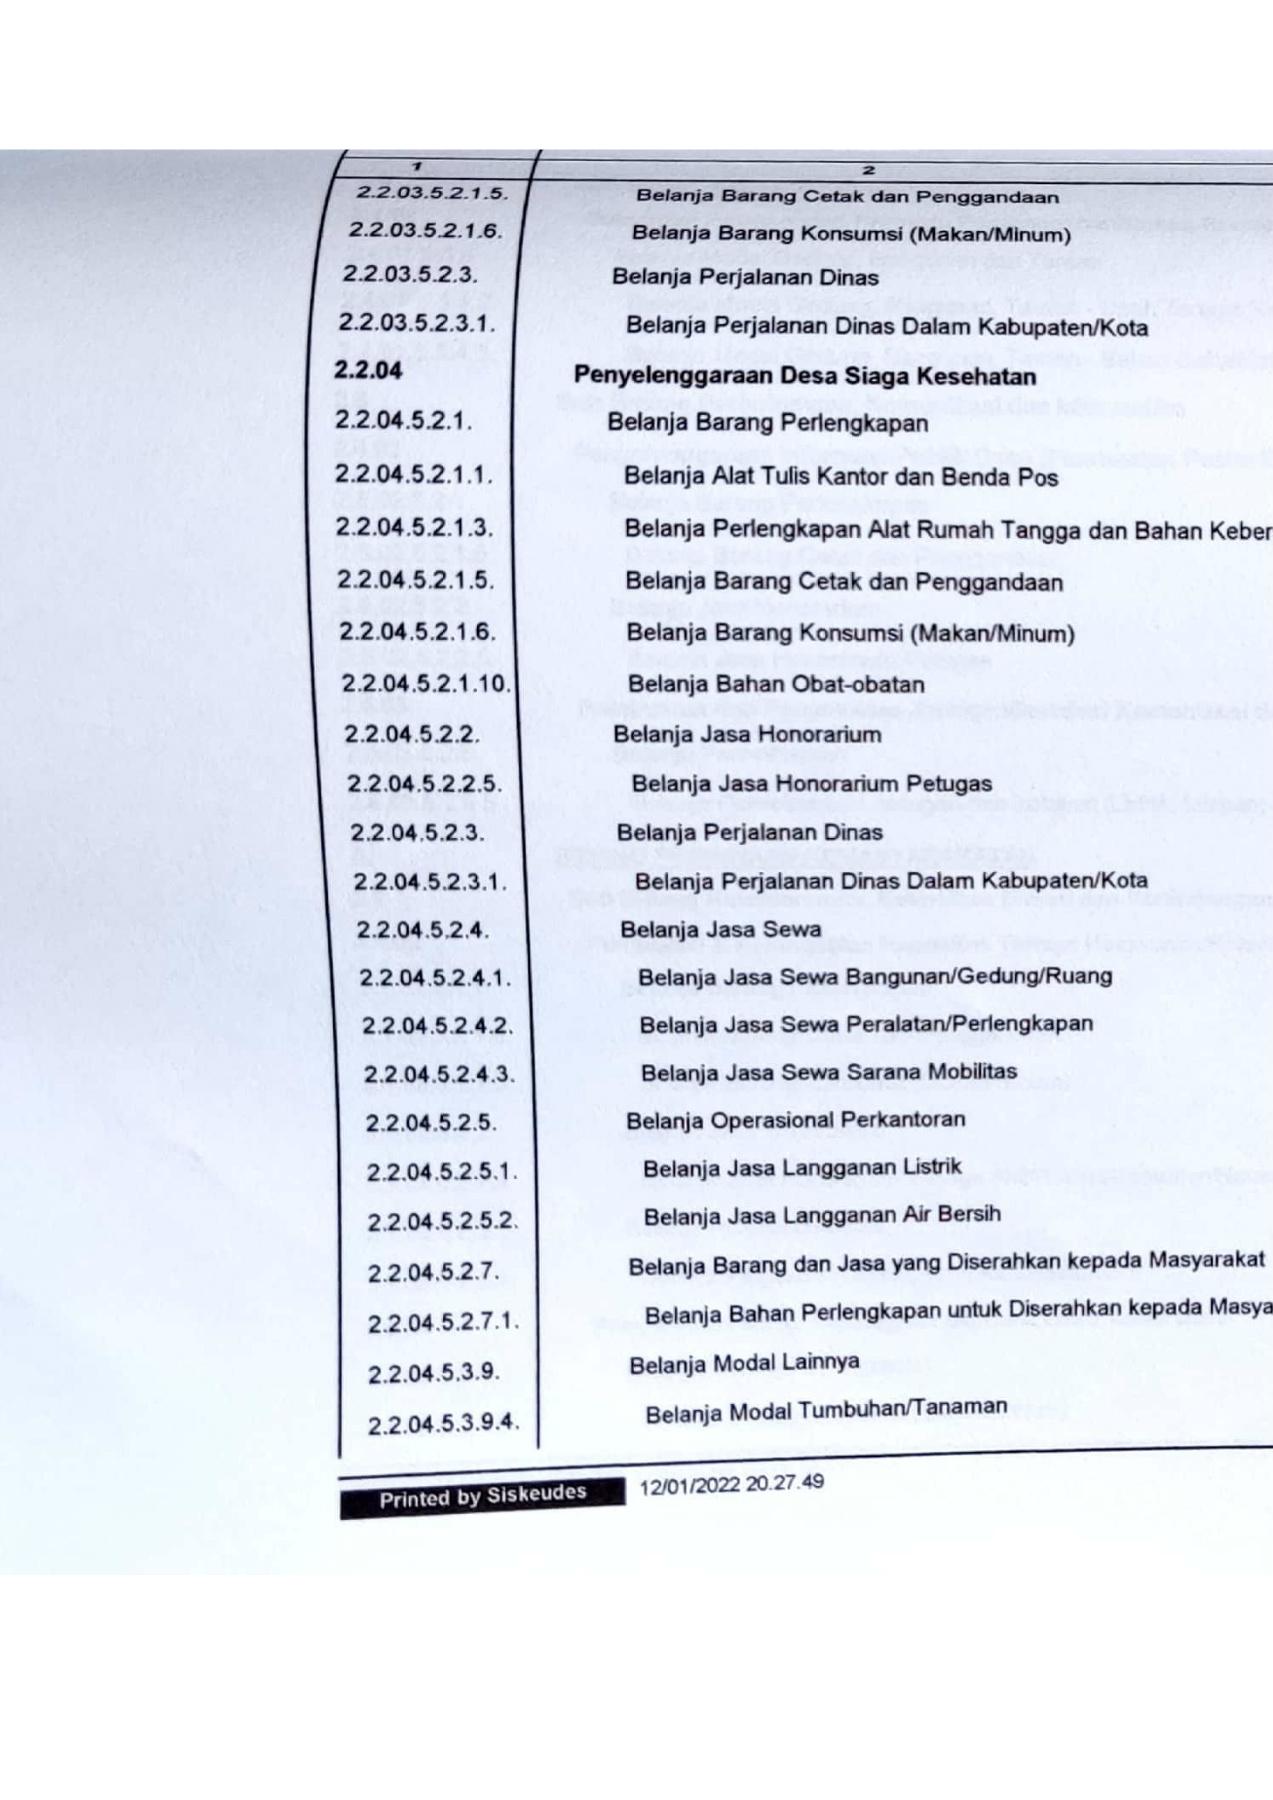 1 2
2.2.03.5.2.1.5. Belanja Barang Cetak dan Penggandaan
2.2.03.5.2.1.6. Belanja Barang Konsumsi (Makan/Minum)
2.2.03.5.2.3. Belanja Perjalanan Dinas
2.2.03.5.2.3.1. Belanja Perjalanan Dinas Dalam Kabupaten/Kota
2.2.04 Penyelenggaraan Desa Siaga Kesehatan
2.2.04.5.2.1. Belanja Barang Perlengkapan
2.2.04.5.2.1.1. Belanja Alat Tulis Kantor dan Benda Pos
2.2.04.5.2.1.3. Belanja Perlengkapan Alat Rumah Tangga dan Bahan Keber
2.2.04.5.2.1.5. Belanja Barang Cetak dan Penggandaan
2.2.04.5.2.1.6. Belanja Barang Konsumsi (Makan/Minum)
2.2.04.5.2.1.10. Belanja Bahan Obat-obatan
2.2.04.5.2.2. Belanja Jasa Honorarium
2.2.04.5.2.2.5. Belanja Jasa Honorarium Petugas
2.2.04.5.2.3. Belanja Perjalanan Dinas
2.2.04.5.2.3.1. Belanja Perjalanan Dinas Dalam Kabupaten/Kota
2.2.04.5.2.4. Belanja Jasa Sewa
2.2.04.5.2.4.1. Belanja Jasa Sewa Bangunan/Gedung/Ruang
2.2.04.5.2.4.2. Belanja Jasa Sewa Peralatan/Perlengkapan
2.2.04.5.2.4.3. Belanja Jasa Sewa Sarana Mobilitas
2.2.04.5.2.5. Belanja Operasional Perkantoran
2.2.04.5.2.5.1. Belanja Jasa Langganan Listrik
2.2.04.5.2.5.2. Belanja Jasa Langganan Air Bersih
2.2.04.5.2.7. Belanja Barang dan Jasa yang Diserahkan kepada Masyarakat
2.2.04.5.2.7.1. Belanja Bahan Perlengkapan untuk Diserahkan kepada Masya
2.2.04.5.3.9. Belanja Modal Lainnya
2.2.04.5.3.9.4. Belanja Modal Tumbuhan/Tanaman
Printed by Siskeudes 12/01/2022 20.27.49